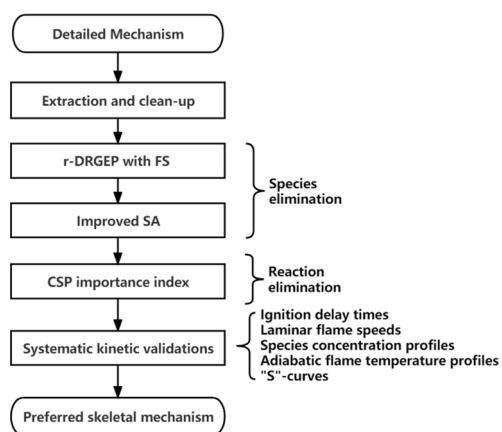 Detailed Mechanism
Extraction and clean-up
r-DRGEP with FS
Species
elimination
Improved SA
CSP importance index
Reaction
elimination
Systematic kinetic validations
Ignition delay times
Laminar flame speeds
Species concentration profiles
Adiabatic flame temperature profiles
"S"-curves
Preferred skeletal mechanism